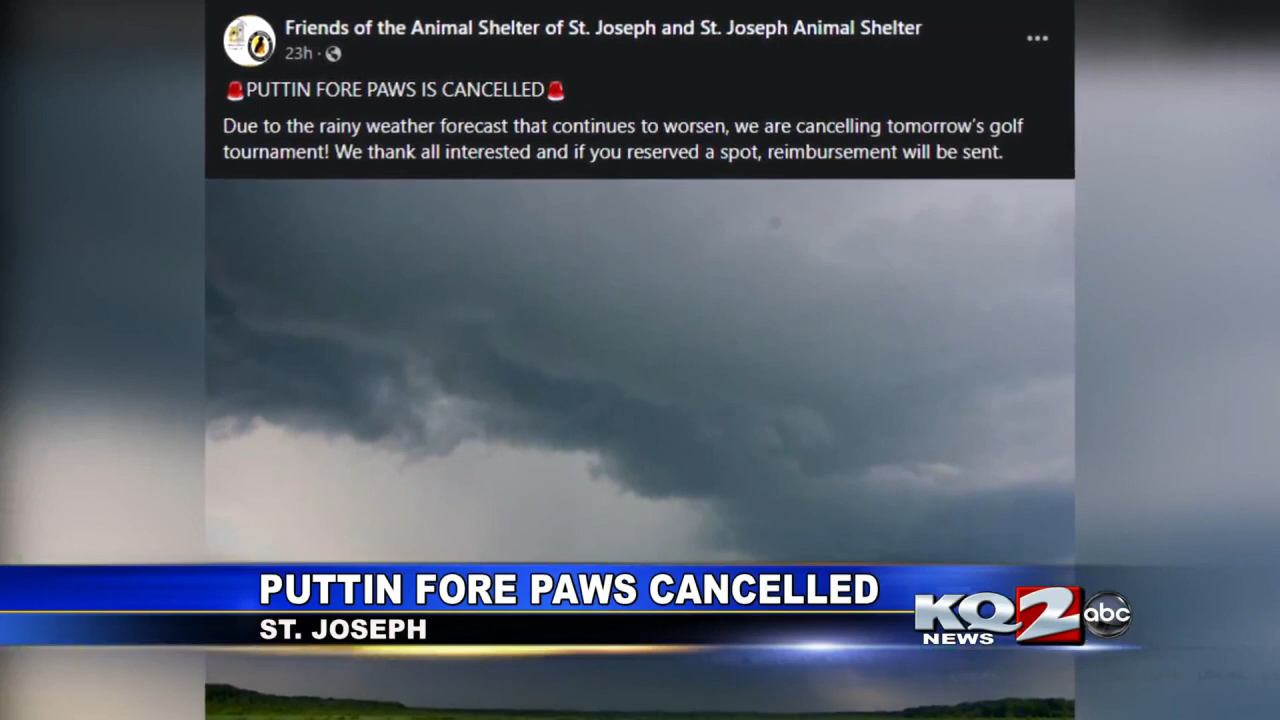 Friends of the Animal Shelter of St. Joseph and St. Joseph Animal Shelter
23h ·
🚨PUTTIN FORE PAWS IS CANCELLED🚨
Due to the rainy weather forecast that continues to worsen, we are cancelling tomorrow's golf
tournament! We thank all interested and if you reserved a spot, reimbursement will be sent.
PUTTIN FORE PAWS CANCELLED
ST. JOSEPH
KQ2 abc
NEWS